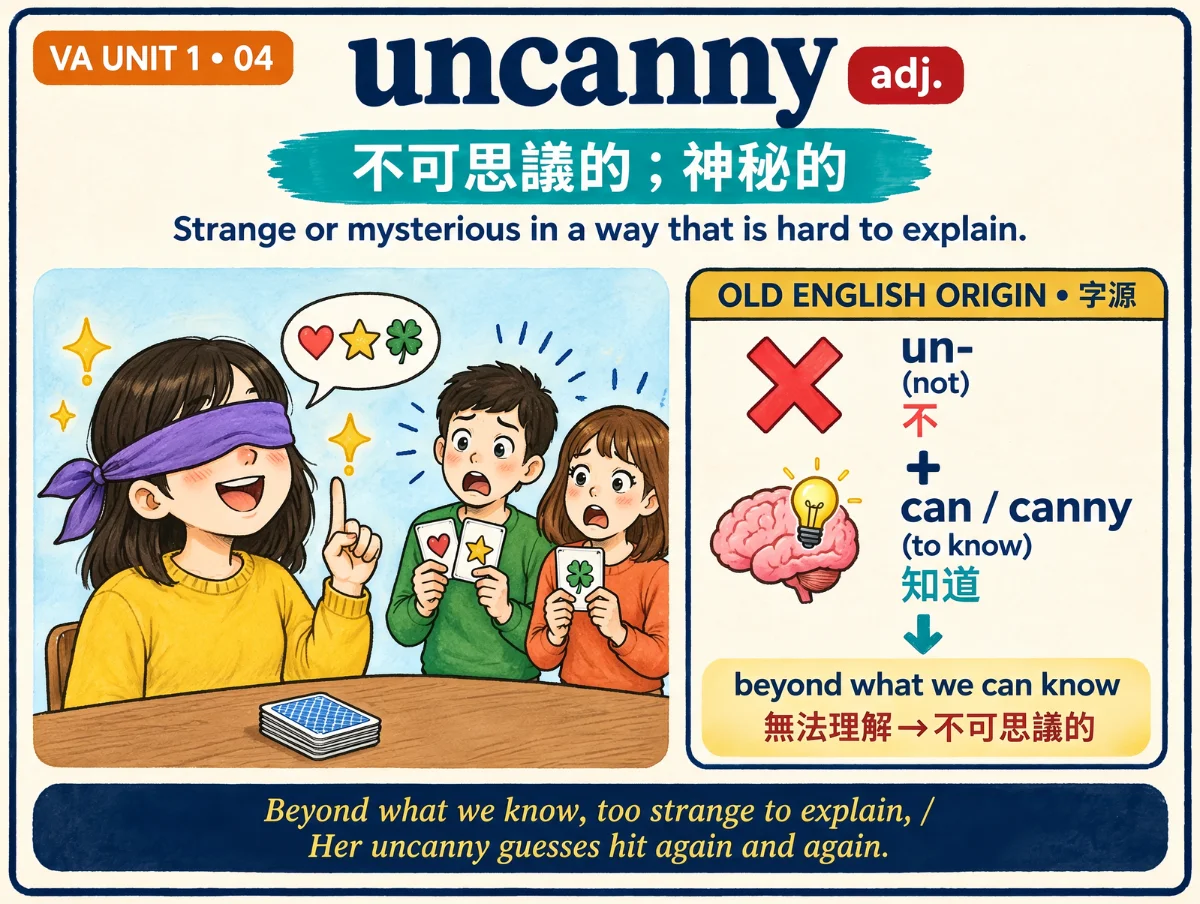 VA UNIT 1 • 04
uncanny
adj.
不可思議的；神秘的
Strange or mysterious in a way that is hard to explain.
OLD ENGLISH ORIGIN • 字源
un-
(not)
不
+
can / canny
(to know)
知道
beyond what we can know
無法理解→不可思議的
Beyond what we know, too strange to explain, /
Her uncanny guesses hit again and again.